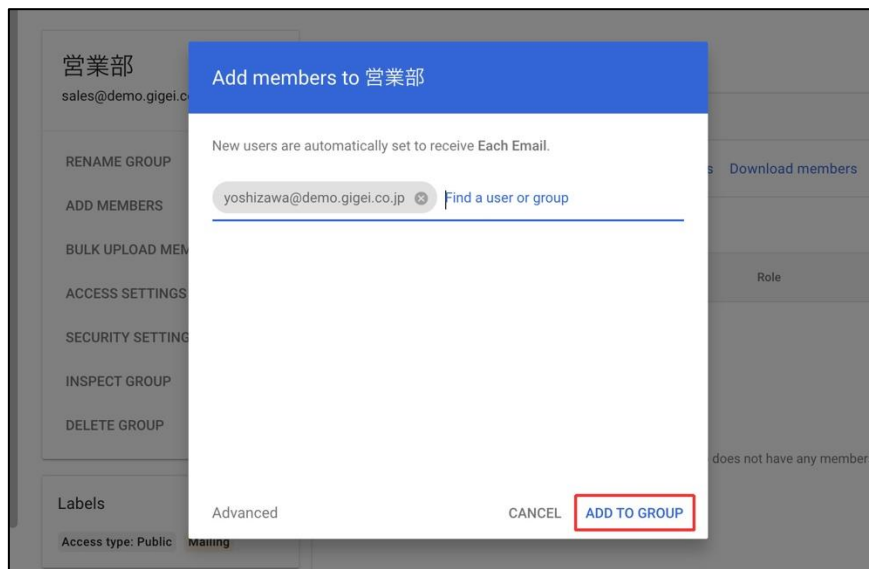 営業部
sales@demo.gigei.c
RENAME GROUP
ADD MEMBERS
BULK UPLOAD MEM
ACCESS SETTINGS
SECURITY SETTING
INSPECT GROUP
DELETE GROUP
Labels
Access type: Public Mailing
Add members to 営業部
New users are automatically set to receive Each Email.
yoshizawa@demo.gigei.co.jp Find a user or group
Advanced CANCEL ADD TO GROUP
s Download members
Role
does not have any member